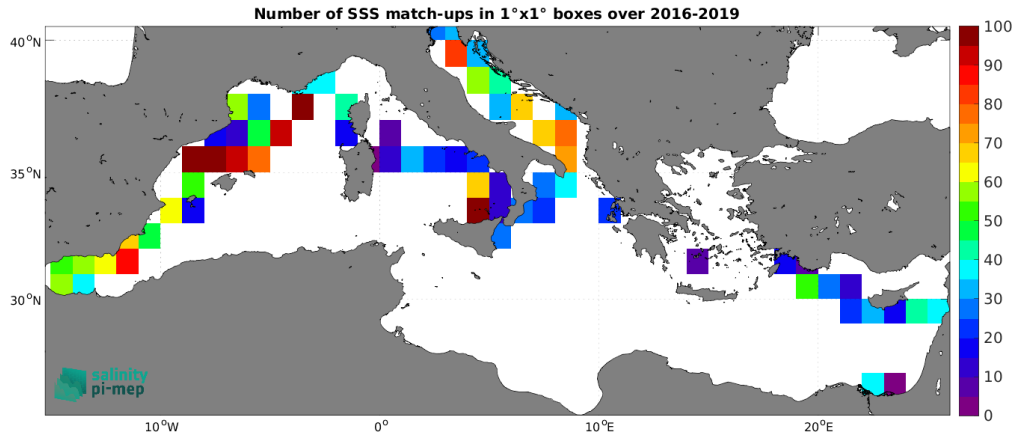 Number of SSS match-ups in 1°x1° boxes over 2016-2019
40°N
35°N
30°N
10°W
0°
10°E
20°E
100
90
80
70
60
50
40
30
20
10
0
salinity
pi-mep